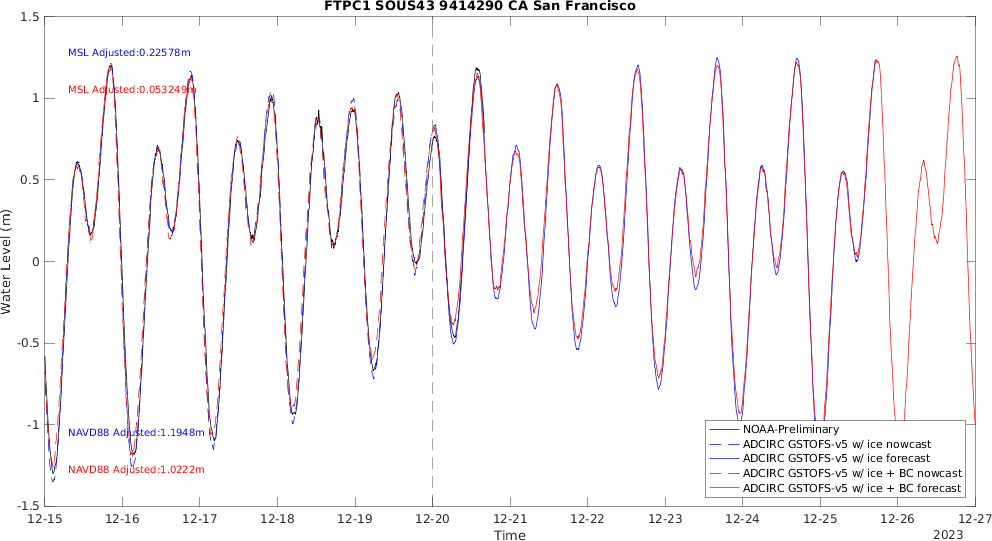 FTPC1 SOUS43 9414290 CA San Francisco
1.5
MSL Adjusted:0.22578m
MSL Adjusted:0.053249m
1
0.5
0
-0.5
-1
-1.5
Water Level (m)
NAVD88 Adjusted:1.1948m
NAVD88 Adjusted:1.0222m
NOAA-Preliminary
ADCIRC GSTOFS-v5 w/ ice nowcast
ADCIRC GSTOFS-v5 w/ ice forecast
ADCIRC GSTOFS-v5 w/ ice + BC nowcast
ADCIRC GSTOFS-v5 w/ ice + BC forecast
12-15 12-16 12-17 12-18 12-19 12-20 12-21 12-22 12-23 12-24 12-25 12-26 12-27
Time
2023